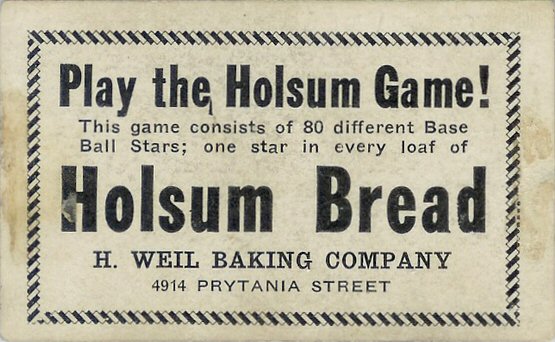 Play the Holsum Game!
This game consists of 80 different Base
Ball Stars; one star in every loaf of
Holsum Bread
H. WEIL BAKING COMPANY
4914 PRYTANIA STREET